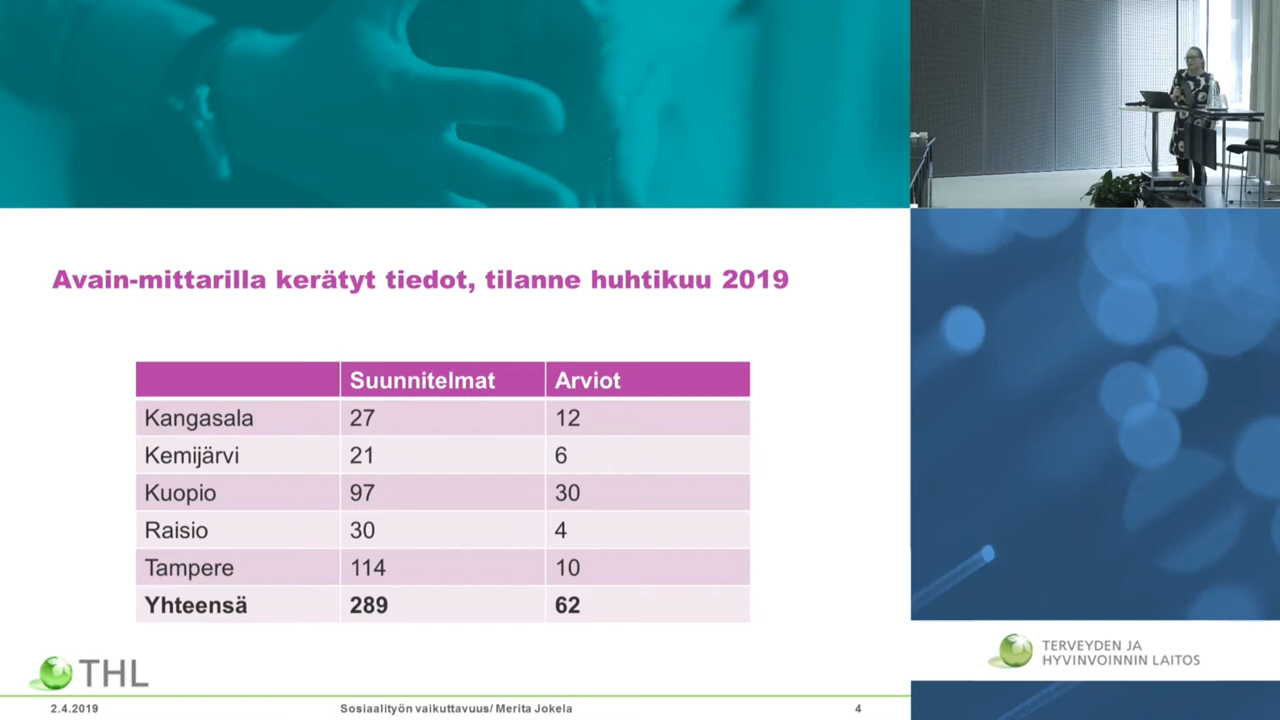 Avain-mittarilla kerätyt tiedot, tilanne huhtikuu 2019
Suunnitelmat Arviot
Kangasala 27 12
Kemijärvi 21 6
Kuopio 97 30
Raisio 30 4
Tampere 114 10
Yhteensä 289 62
THL
TERVEYDEN JA
HYVINVOINNIN LAITOS
2.4.2019 Sosiaalityön vaikuttavuus/ Merita Jokela 4